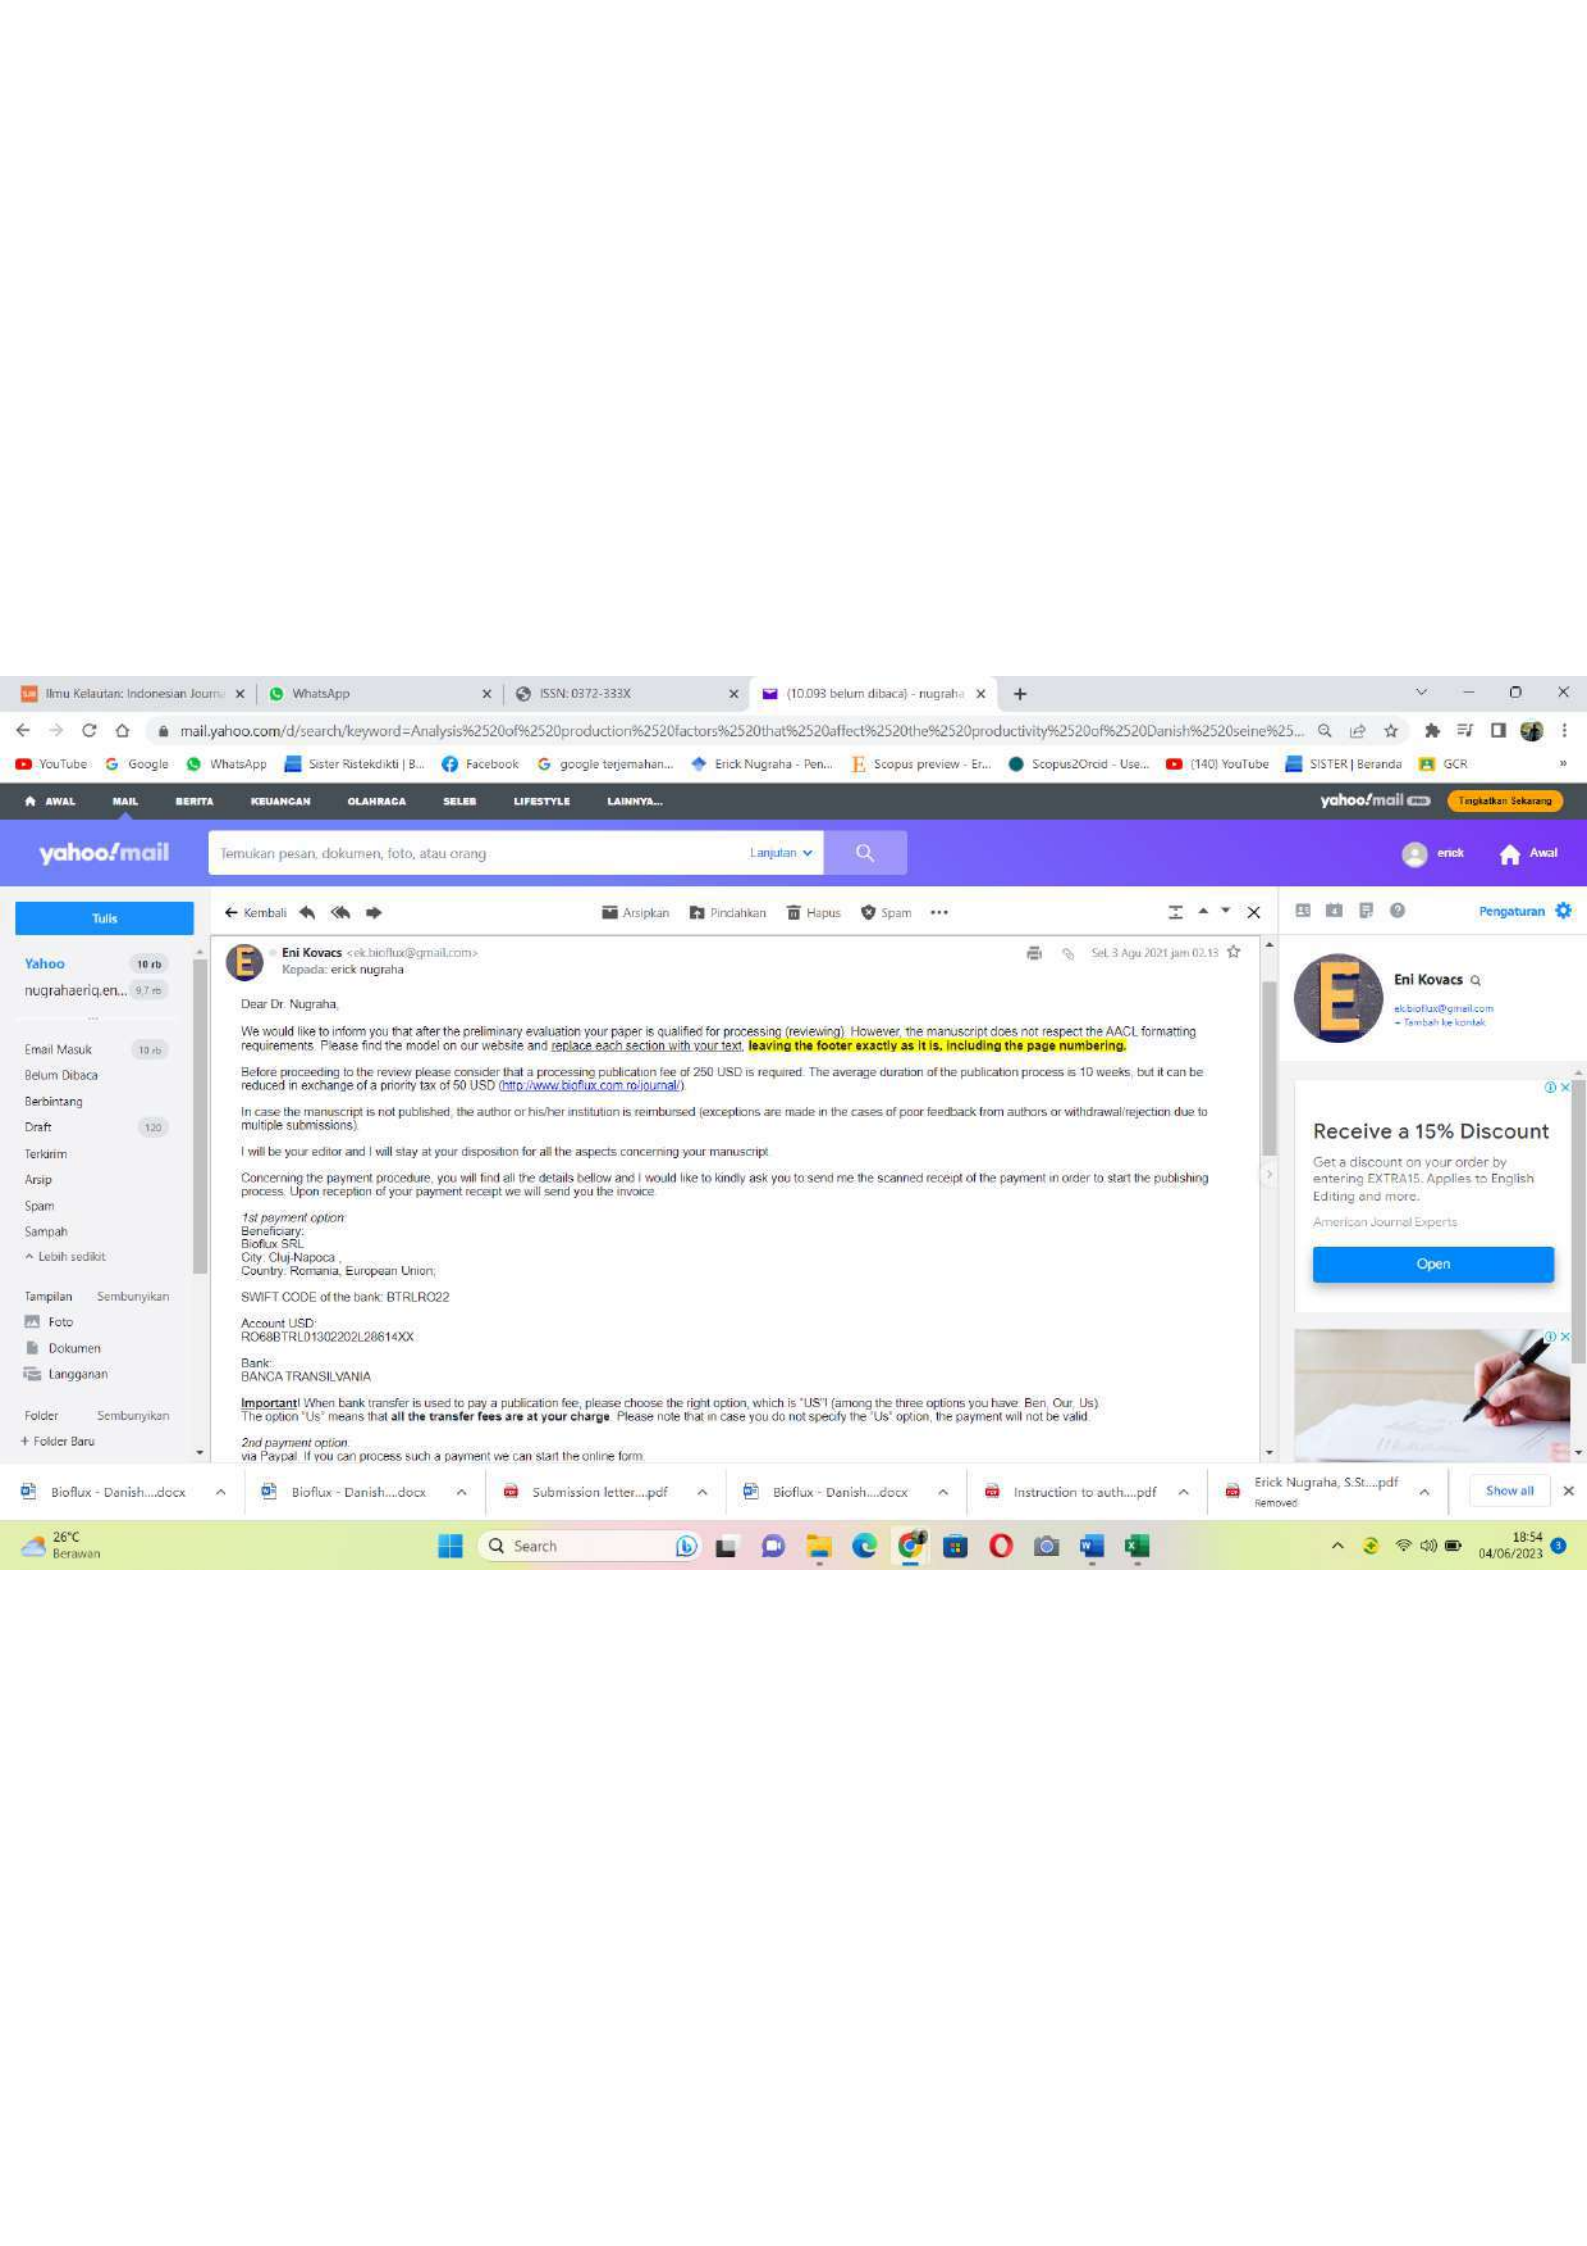 Ilmu Kelautan: Indonesian Journa
WhatsApp
ISSN: 0372-333X
(10.093 belum dibaca) - nugraha
mail.yahoo.com/d/search/keyword=Analysis%2520of%2520production%2520factors%2520that%2520affect%2520the%2520productivity%2520of%2520Danish%2520seine%25...
YouTube Google WhatsApp Sister Ristekdikti | B... Facebook google terjemahan... Erick Nugraha - Pen... Scopus preview - Er... Scopus2Orcid - Use... (140) YouTube SISTER | Beranda GCR »
AWAL MAIL BERITA KEUANGAN OLAHRAGA SELEB LIFESTYLE LAINNYA... yahoo!mail Tingkatkan Sekarang
yahoo!mail Temukan pesan, dokumen, foto, atau orang Lanjutan erick Awal
Tulis
Kembali Arsipkan Pindahkan Hapus Spam ••• Pengaturan
Yahoo 10 rb
nugrahaeriq.en... 9,7 rb
Email Masuk 10 rb
Belum Dibaca
Berbintang
Draft 120
Terkirim
Arsip
Spam
Sampah
Lebih sedikit
Tampilan Sembunyikan
Foto
Dokumen
Langganan
Folder Sembunyikan
+ Folder Baru
Eni Kovacs <ek.bioflux@gmail.com> Sel, 3 Agu 2021 jam 02.13
Kepada: erick nugraha
Dear Dr. Nugraha,
We would like to inform you that after the preliminary evaluation your paper is qualified for processing (reviewing). However, the manuscript does not respect the AACL formatting
requirements. Please find the model on our website and replace each section with your text, leaving the footer exactly as it is, including the page numbering.
Before proceeding to the review please consider that a processing publication fee of 250 USD is required. The average duration of the publication process is 10 weeks, but it can be
reduced in exchange of a priority tax of 50 USD (http://www.bioflux.com.ro/journal/)
In case the manuscript is not published, the author or his/her institution is reimbursed (exceptions are made in the cases of poor feedback from authors or withdrawal/rejection due to
multiple submissions).
I will be your editor and I will stay at your disposition for all the aspects concerning your manuscript.
Concerning the payment procedure, you will find all the details bellow and I would like to kindly ask you to send me the scanned receipt of the payment in order to start the publishing
process. Upon reception of your payment receipt we will send you the invoice.
1st payment option:
Beneficiary:
Bioflux SRL
City: Cluj-Napoca ,
Country: Romania, European Union;
SWIFT CODE of the bank: BTRLRO22
Account USD:
RO68BTRL01302202L28614XX
Bank:
BANCA TRANSILVANIA
Important! When bank transfer is used to pay a publication fee, please choose the right option, which is "US"! (among the three options you have: Ben, Our, Us)
The option "Us" means that all the transfer fees are at your charge. Please note that in case you do not specify the "Us" option, the payment will not be valid.
2nd payment option:
via Paypal. If you can process such a payment we can start the online form.
Eni Kovacs
ek.bioflux@gmail.com
+ Tambah ke kontak
Receive a 15% Discount
Get a discount on your order by
entering EXTRA15. Applies to English
Editing and more.
American Journal Experts
Open
Bioflux - Danish....docx
Bioflux - Danish....docx
Submission letter....pdf
Bioflux - Danish....docx
Instruction to auth....pdf
Erick Nugraha, S.St....pdf
Removed
Show all
26°C
Berawan
Search
18:54
04/06/2023
3